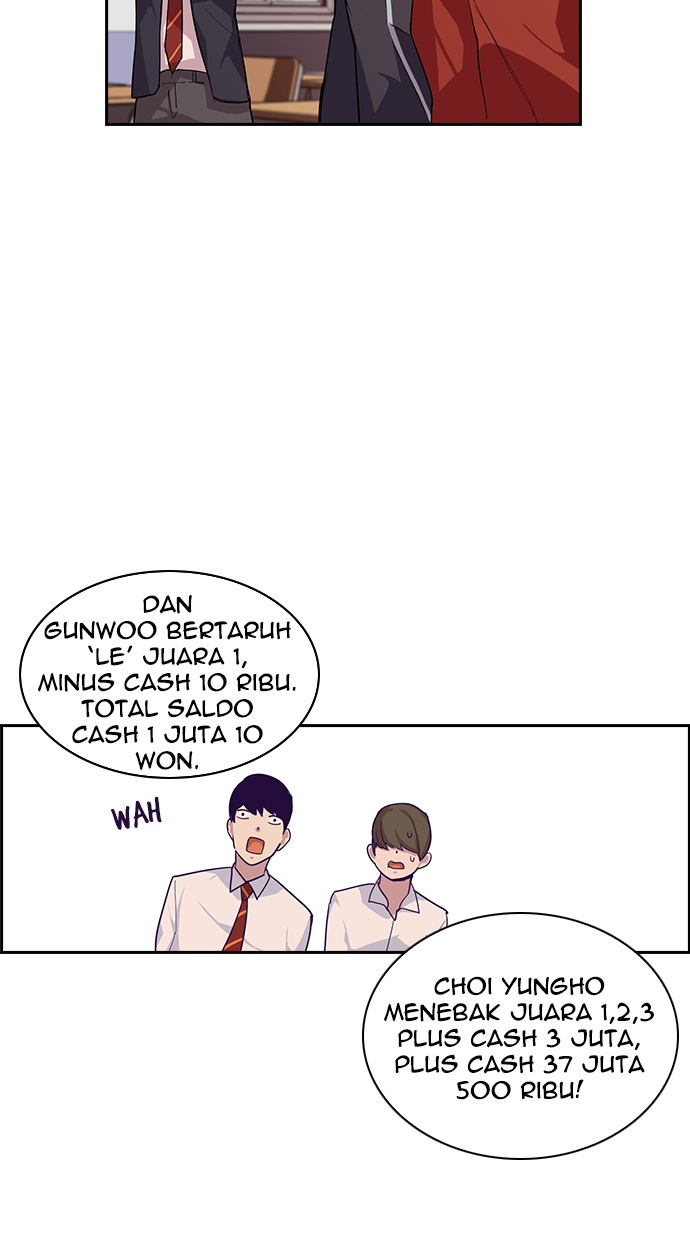 DAN
GUNWOO BERTARUH
'LE' JUARA 1,
MINUS CASH 10 RIBU.
TOTAL SALDO
CASH 1 JUTA 10
WON.
WAH
CHOI YUNGHO
MENEBAK JUARA 1,2,3
PLUS CASH 3 JUTA,
PLUS CASH 37 JUTA
500 RIBU!